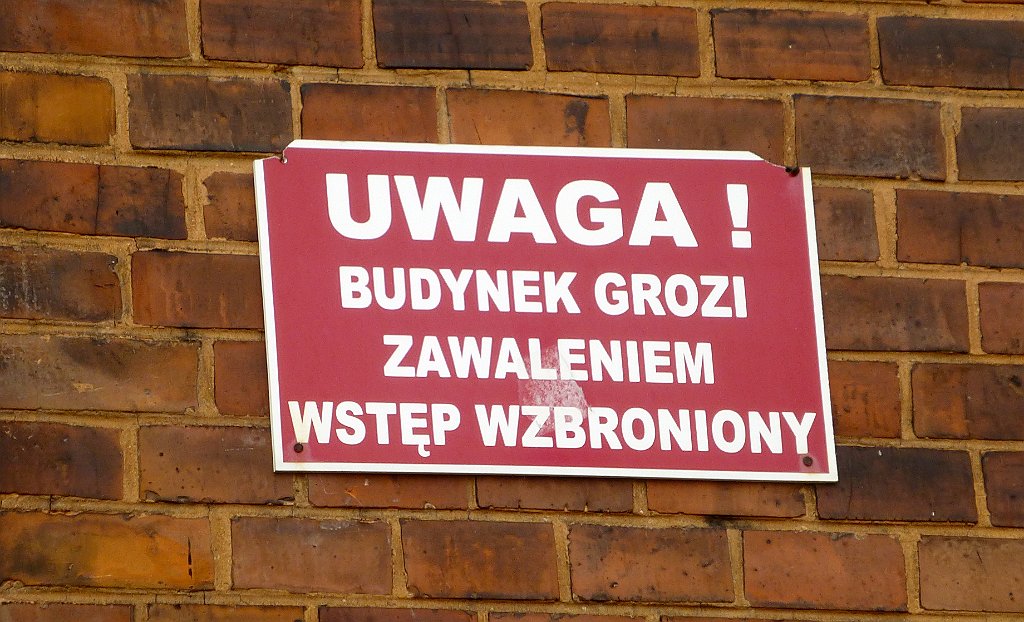 UWAGA !
BUDYNEK GROZI
ZAWALENIEM
WSTĘP WZBRONIONY